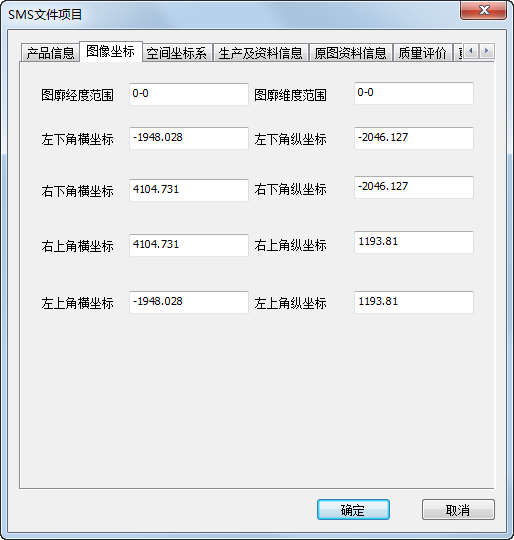 SMS文件项目
产品信息 图像坐标 空间坐标系 生产及资料信息 原图资料信息 质量评价
图廓经度范围 0-0 图廓维度范围 0-0
左下角横坐标 -1948.028 左下角纵坐标 -2046.127
右下角横坐标 4104.731 右下角纵坐标 -2046.127
右上角横坐标 4104.731 右上角纵坐标 1193.81
左上角横坐标 -1948.028 左上角纵坐标 1193.81
确定 取消